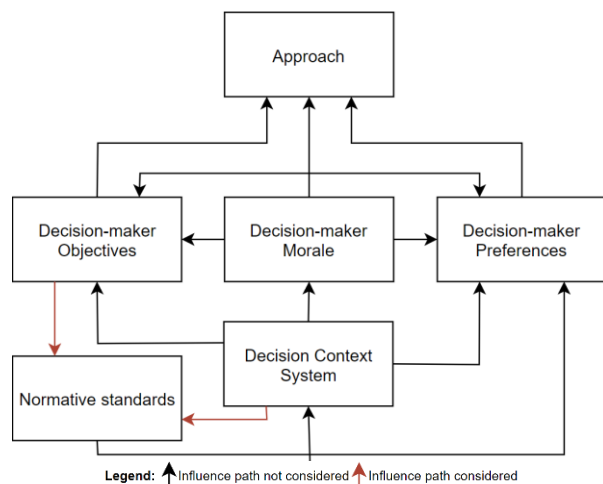 Approach
Decision-maker
Objectives
Decision-maker
Morale
Decision-maker
Preferences
Decision Context
System
Normative standards
Legend: Influence path not considered Influence path considered